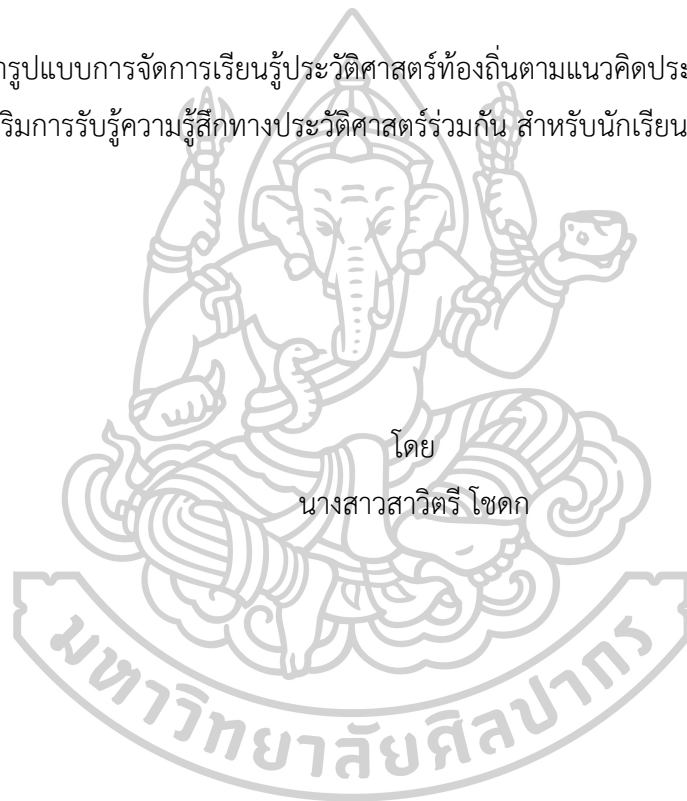 ารูปแบบการจัดการเรียนรู้ประวัติศาสตร์ท้องถิ่นตามแนวคิดประ
ริมการรับรู้ความรู้สึกทางประวัติศาสตร์ร่วมกัน สำหรับนักเรียน
โดย
นางสาวสาวิตรี โชดก
มหาวิทยาลัยศิลปากร